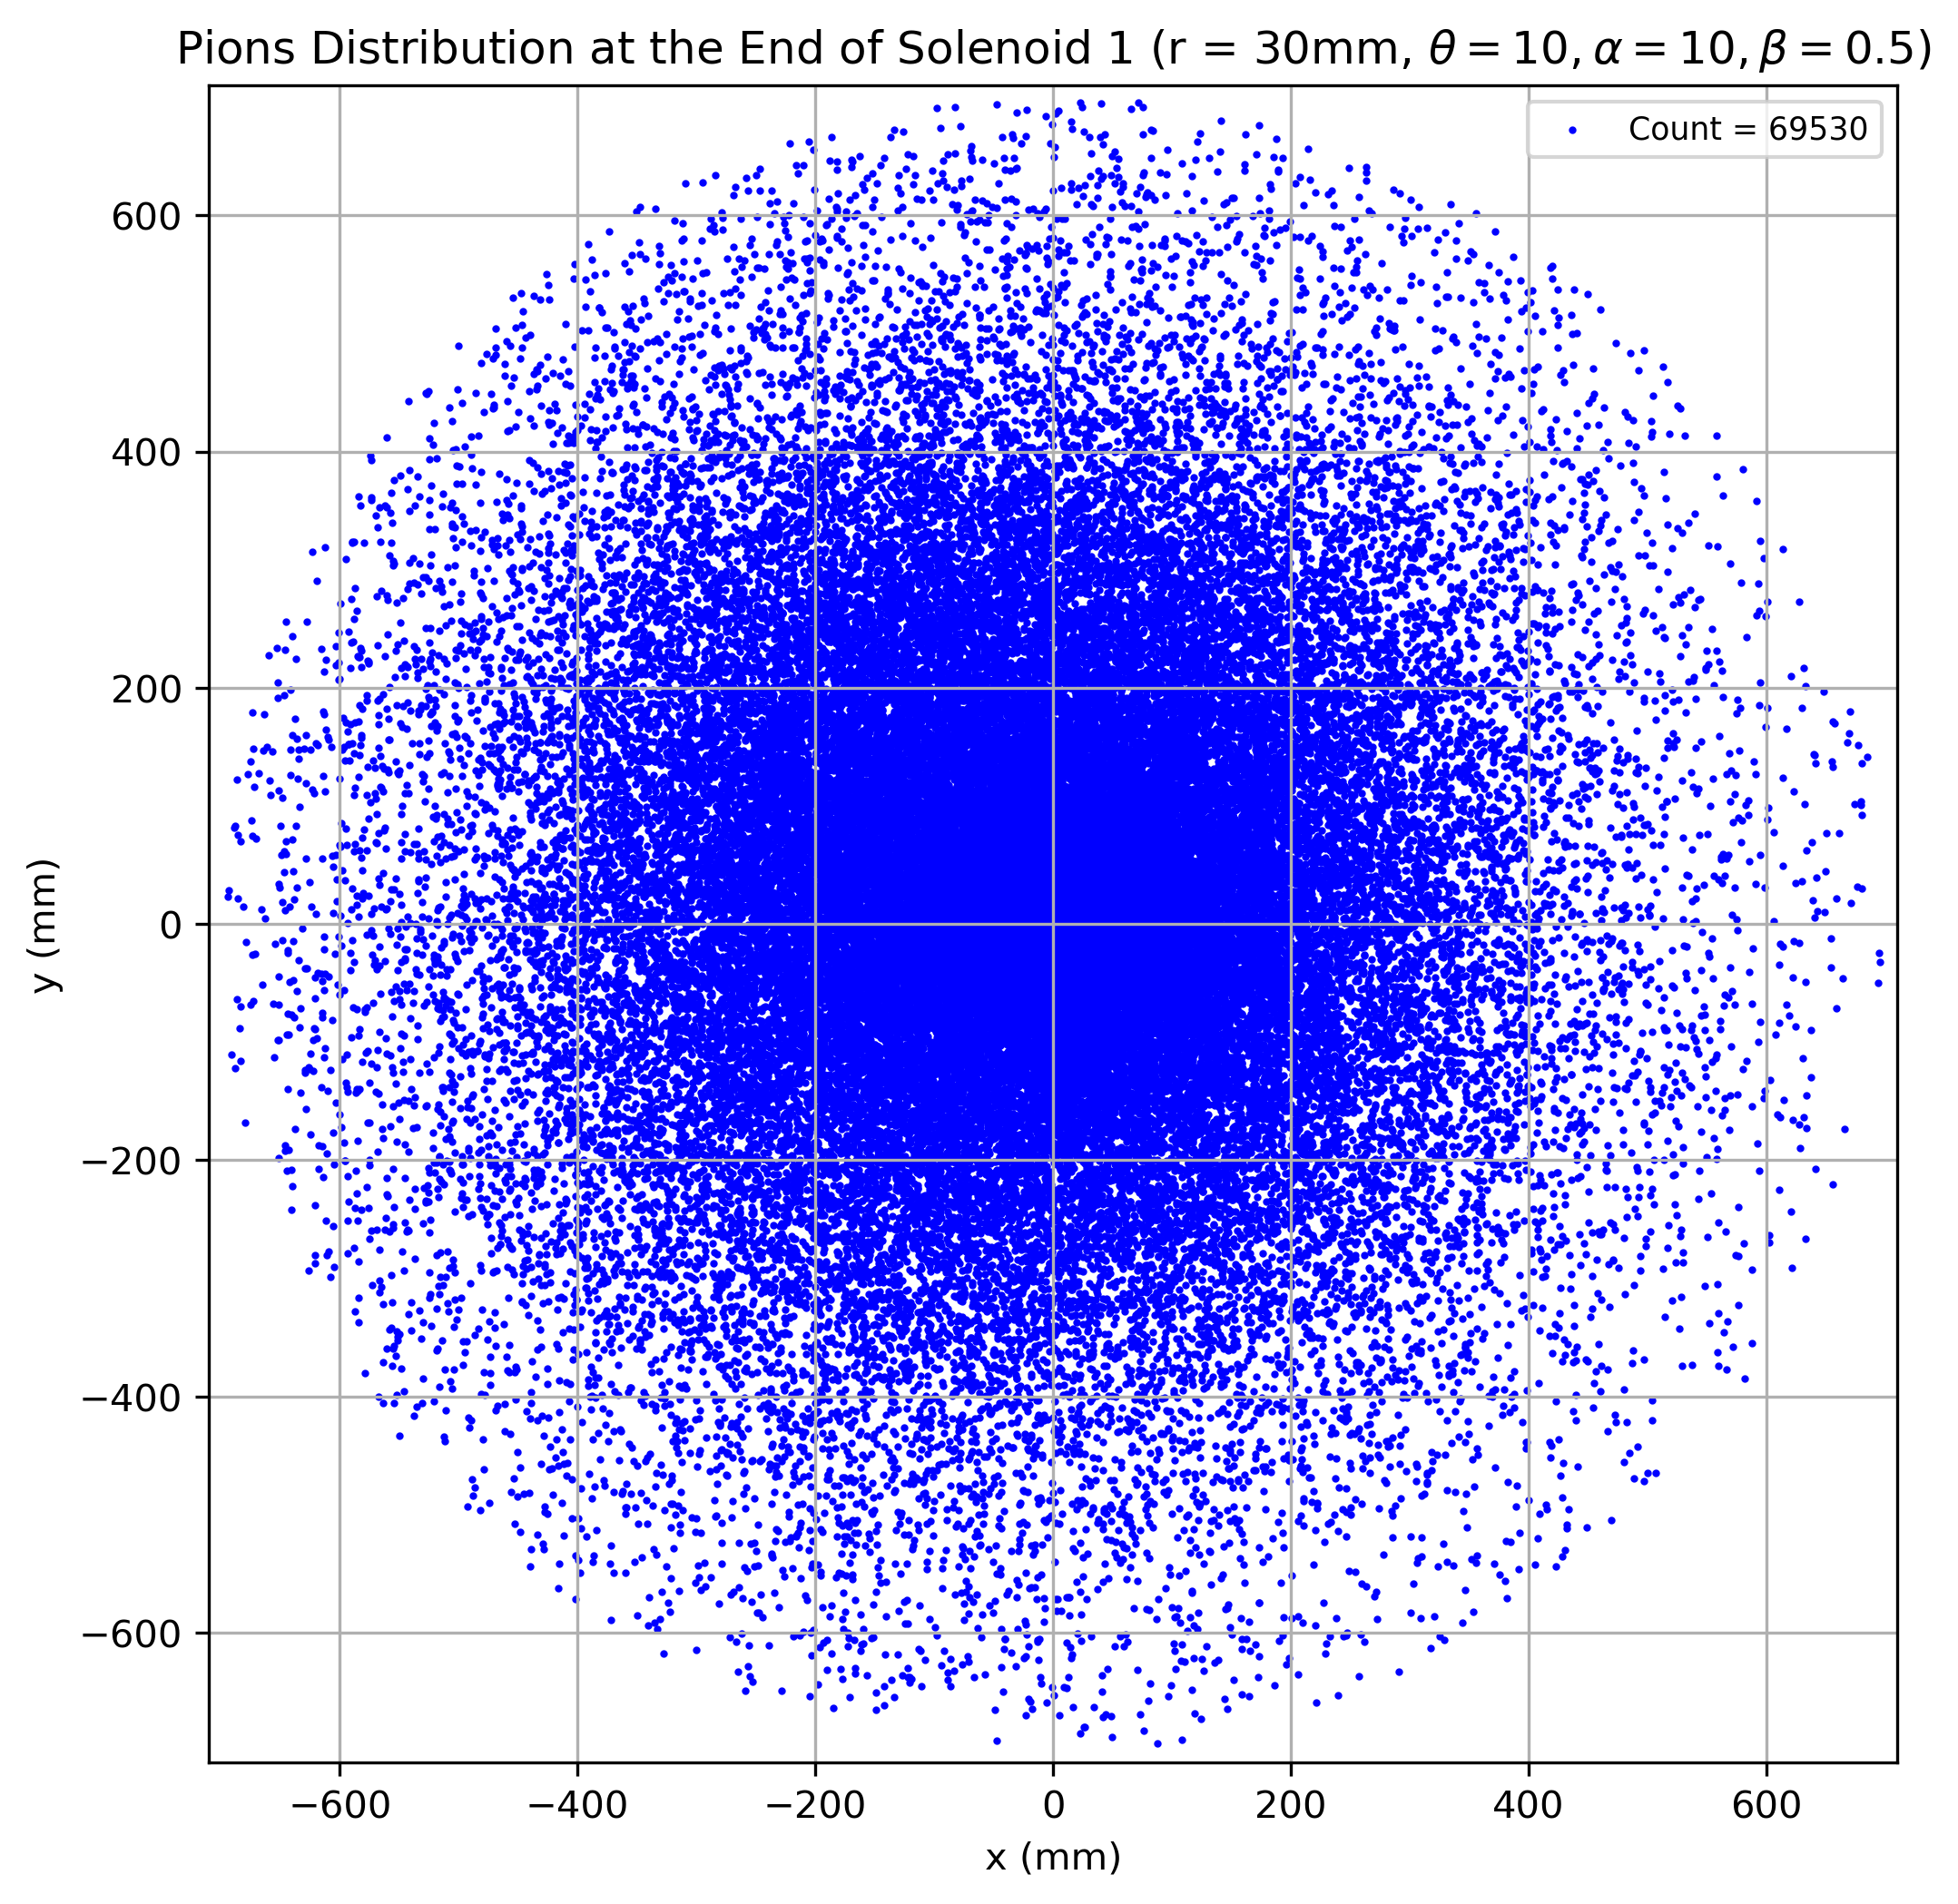 Pions Distribution at the End of Solenoid 1 (r = 30mm, θ = 10, α = 10, β = 0.5)
Count = 69530
600
400
200
0
−200
−400
−600
y (mm)
−600 −400 −200 0 200 400 600
x (mm)